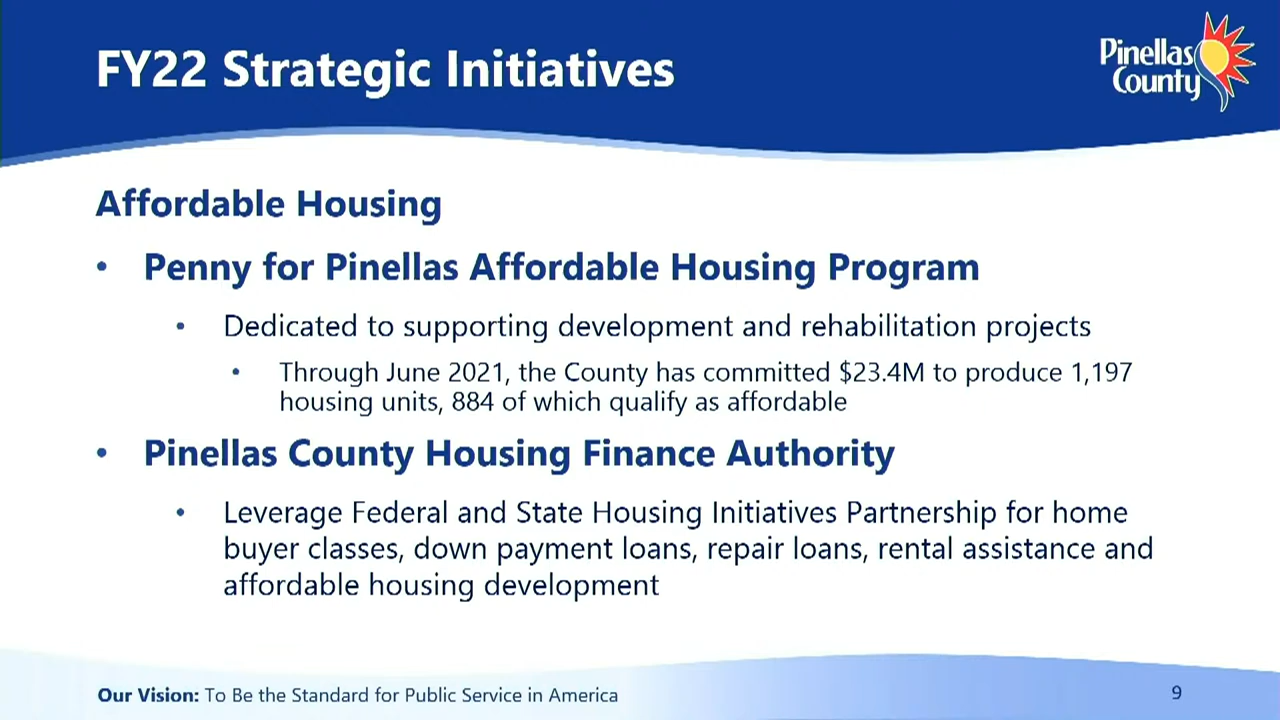 FY22 Strategic Initiatives
Pinellas
County
Affordable Housing
• Penny for Pinellas Affordable Housing Program
• Dedicated to supporting development and rehabilitation projects
• Through June 2021, the County has committed $23.4M to produce 1,197
housing units, 884 of which qualify as affordable
• Pinellas County Housing Finance Authority
• Leverage Federal and State Housing Initiatives Partnership for home
buyer classes, down payment loans, repair loans, rental assistance and
affordable housing development
Our Vision: To Be the Standard for Public Service in America
9